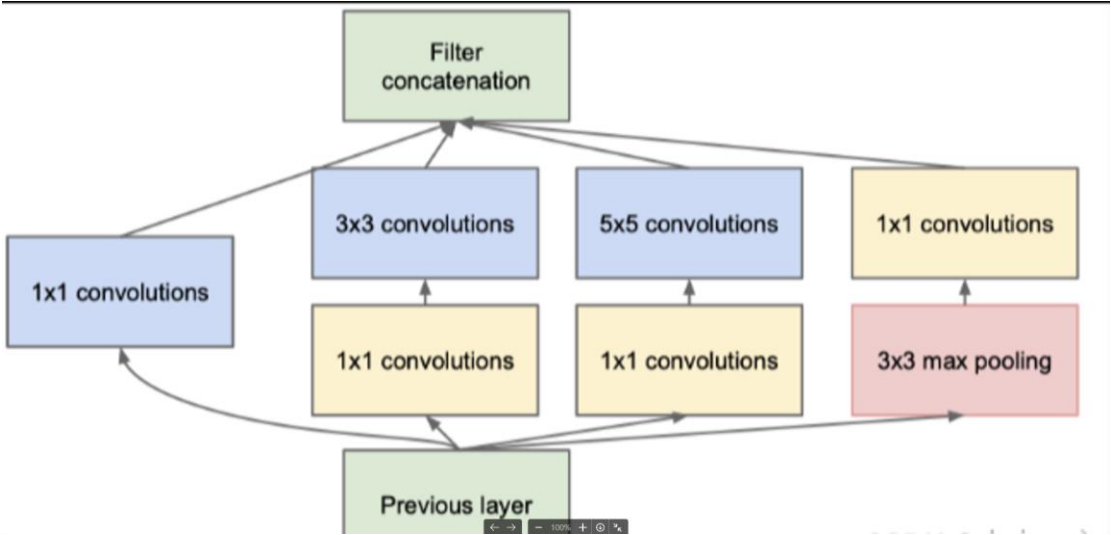 Filter
concatenation
3x3 convolutions
5x5 convolutions
1x1 convolutions
1x1 convolutions
1x1 convolutions
1x1 convolutions
3x3 max pooling
Previous layer
100%